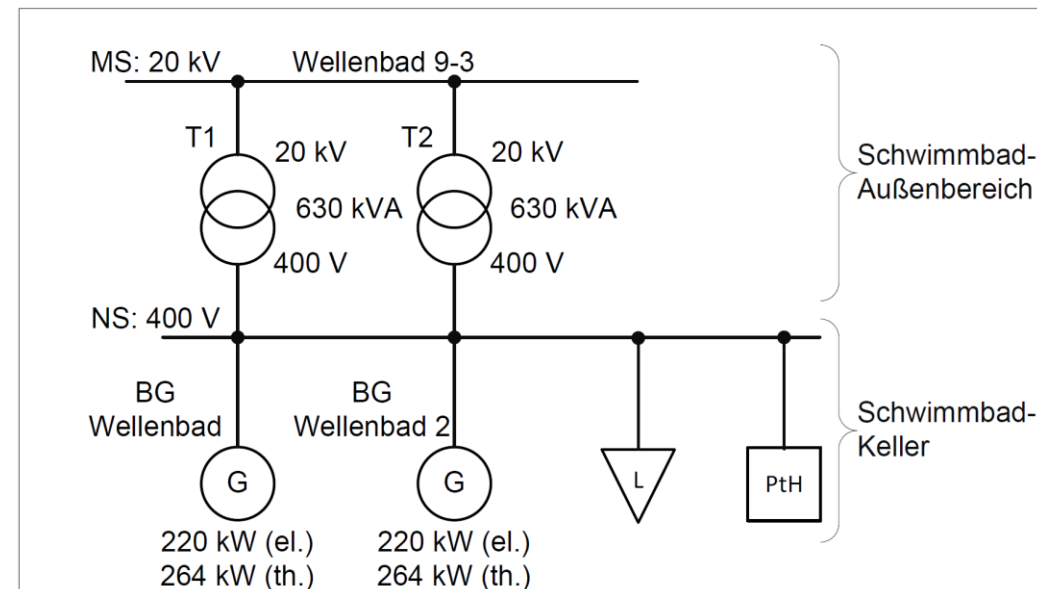 MS: 20 kV Wellenbad 9-3
T1 T2
20 kV 20 kV
630 kVA 630 kVA
400 V 400 V
Schwimmbad-
Außenbereich
NS: 400 V
BG BG
Wellenbad Wellenbad 2
G G L PtH
Schwimmbad-
Keller
220 kW (el.) 220 kW (el.)
264 kW (th.) 264 kW (th.)